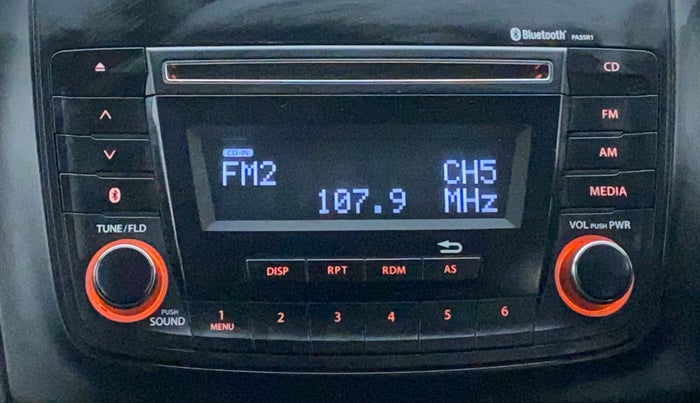 Bluetooth® PA5SR1
CD
FM
AM
MEDIA
CD-IN
FM2 CH5
107.9 MHz
TUNE/FLD
VOL PUSH PWR
DISP RPT RDM AS
PUSH
SOUND
1 2 3 4 5 6
MENU